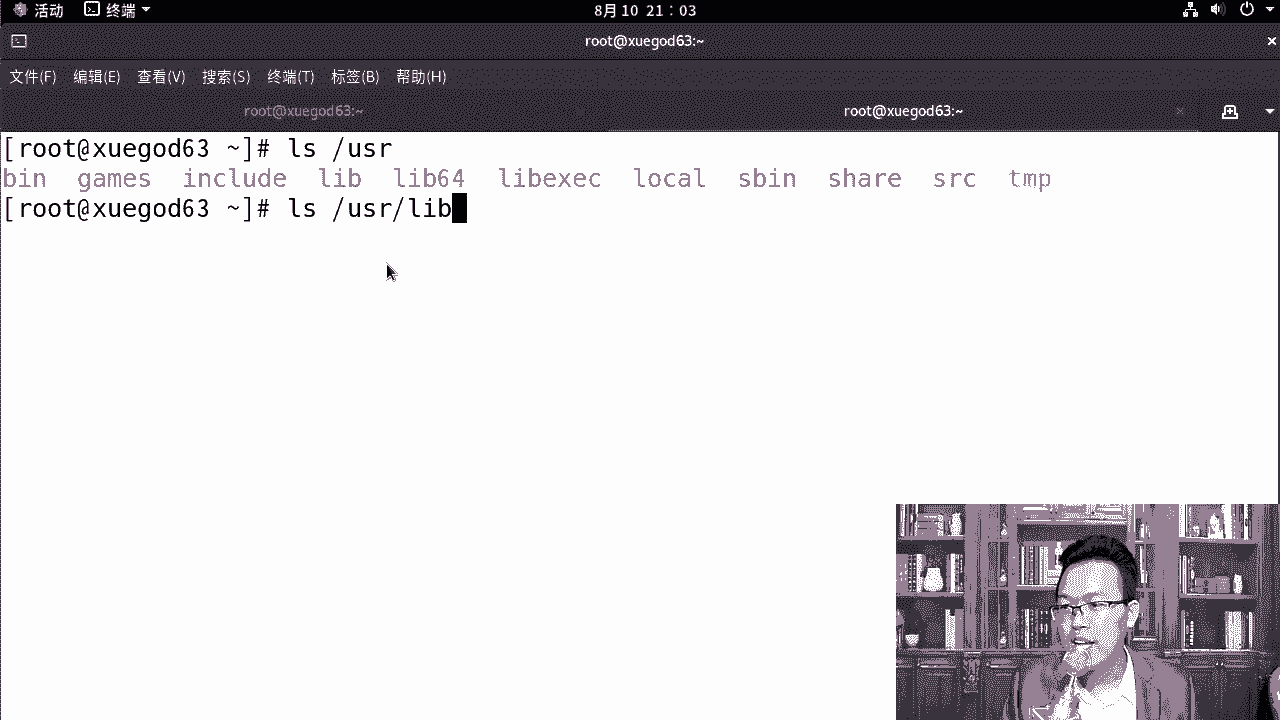 活动 终端 8月10 21：03
root@xuegod63:~ ×
文件(F) 编辑(E) 查看(V) 搜索(S) 终端(T) 标签(B) 帮助(H)
root@xuegod63:~ root@xuegod63:~ ×
[root@xuegod63 ~]# ls /usr
bin games include lib lib64 libexec local sbin share src tmp
[root@xuegod63 ~]# ls /usr/lib